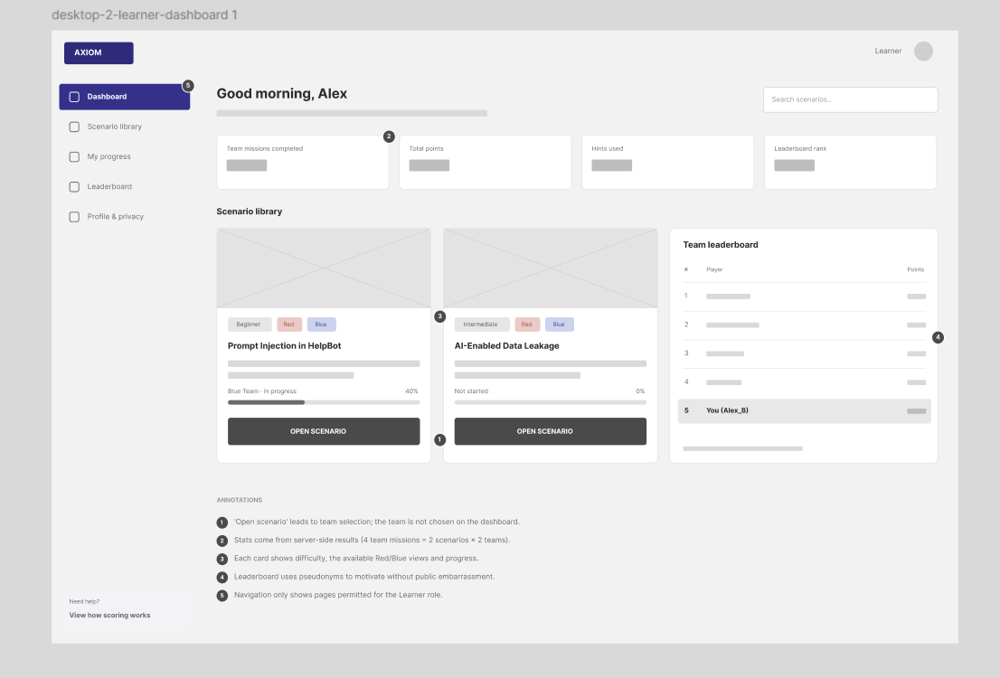 desktop-2-learner-dashboard 1
AXIOM
Learner
Dashboard
5
Scenario library
My progress
Leaderboard
Profile & privacy
Good morning, Alex
Search scenarios...
Team missions completed
2
Total points
Hints used
Leaderboard rank
Scenario library
Beginner
Red
Blue
Prompt Injection in HelpBot
Blue Team · in progress
40%
OPEN SCENARIO
3
1
Intermediate
Red
Blue
AI-Enabled Data Leakage
Not started
0%
OPEN SCENARIO
Team leaderboard
# Player Points
1
2
3
4
5 You (Alex_B)
4
ANNOTATIONS
1 'Open scenario' leads to team selection; the team is not chosen on the dashboard.
2 Stats come from server-side results (4 team missions = 2 scenarios × 2 teams).
3 Each card shows difficulty, the available Red/Blue views and progress.
4 Leaderboard uses pseudonyms to motivate without public embarrassment.
5 Navigation only shows pages permitted for the Learner role.
Need help?
View how scoring works